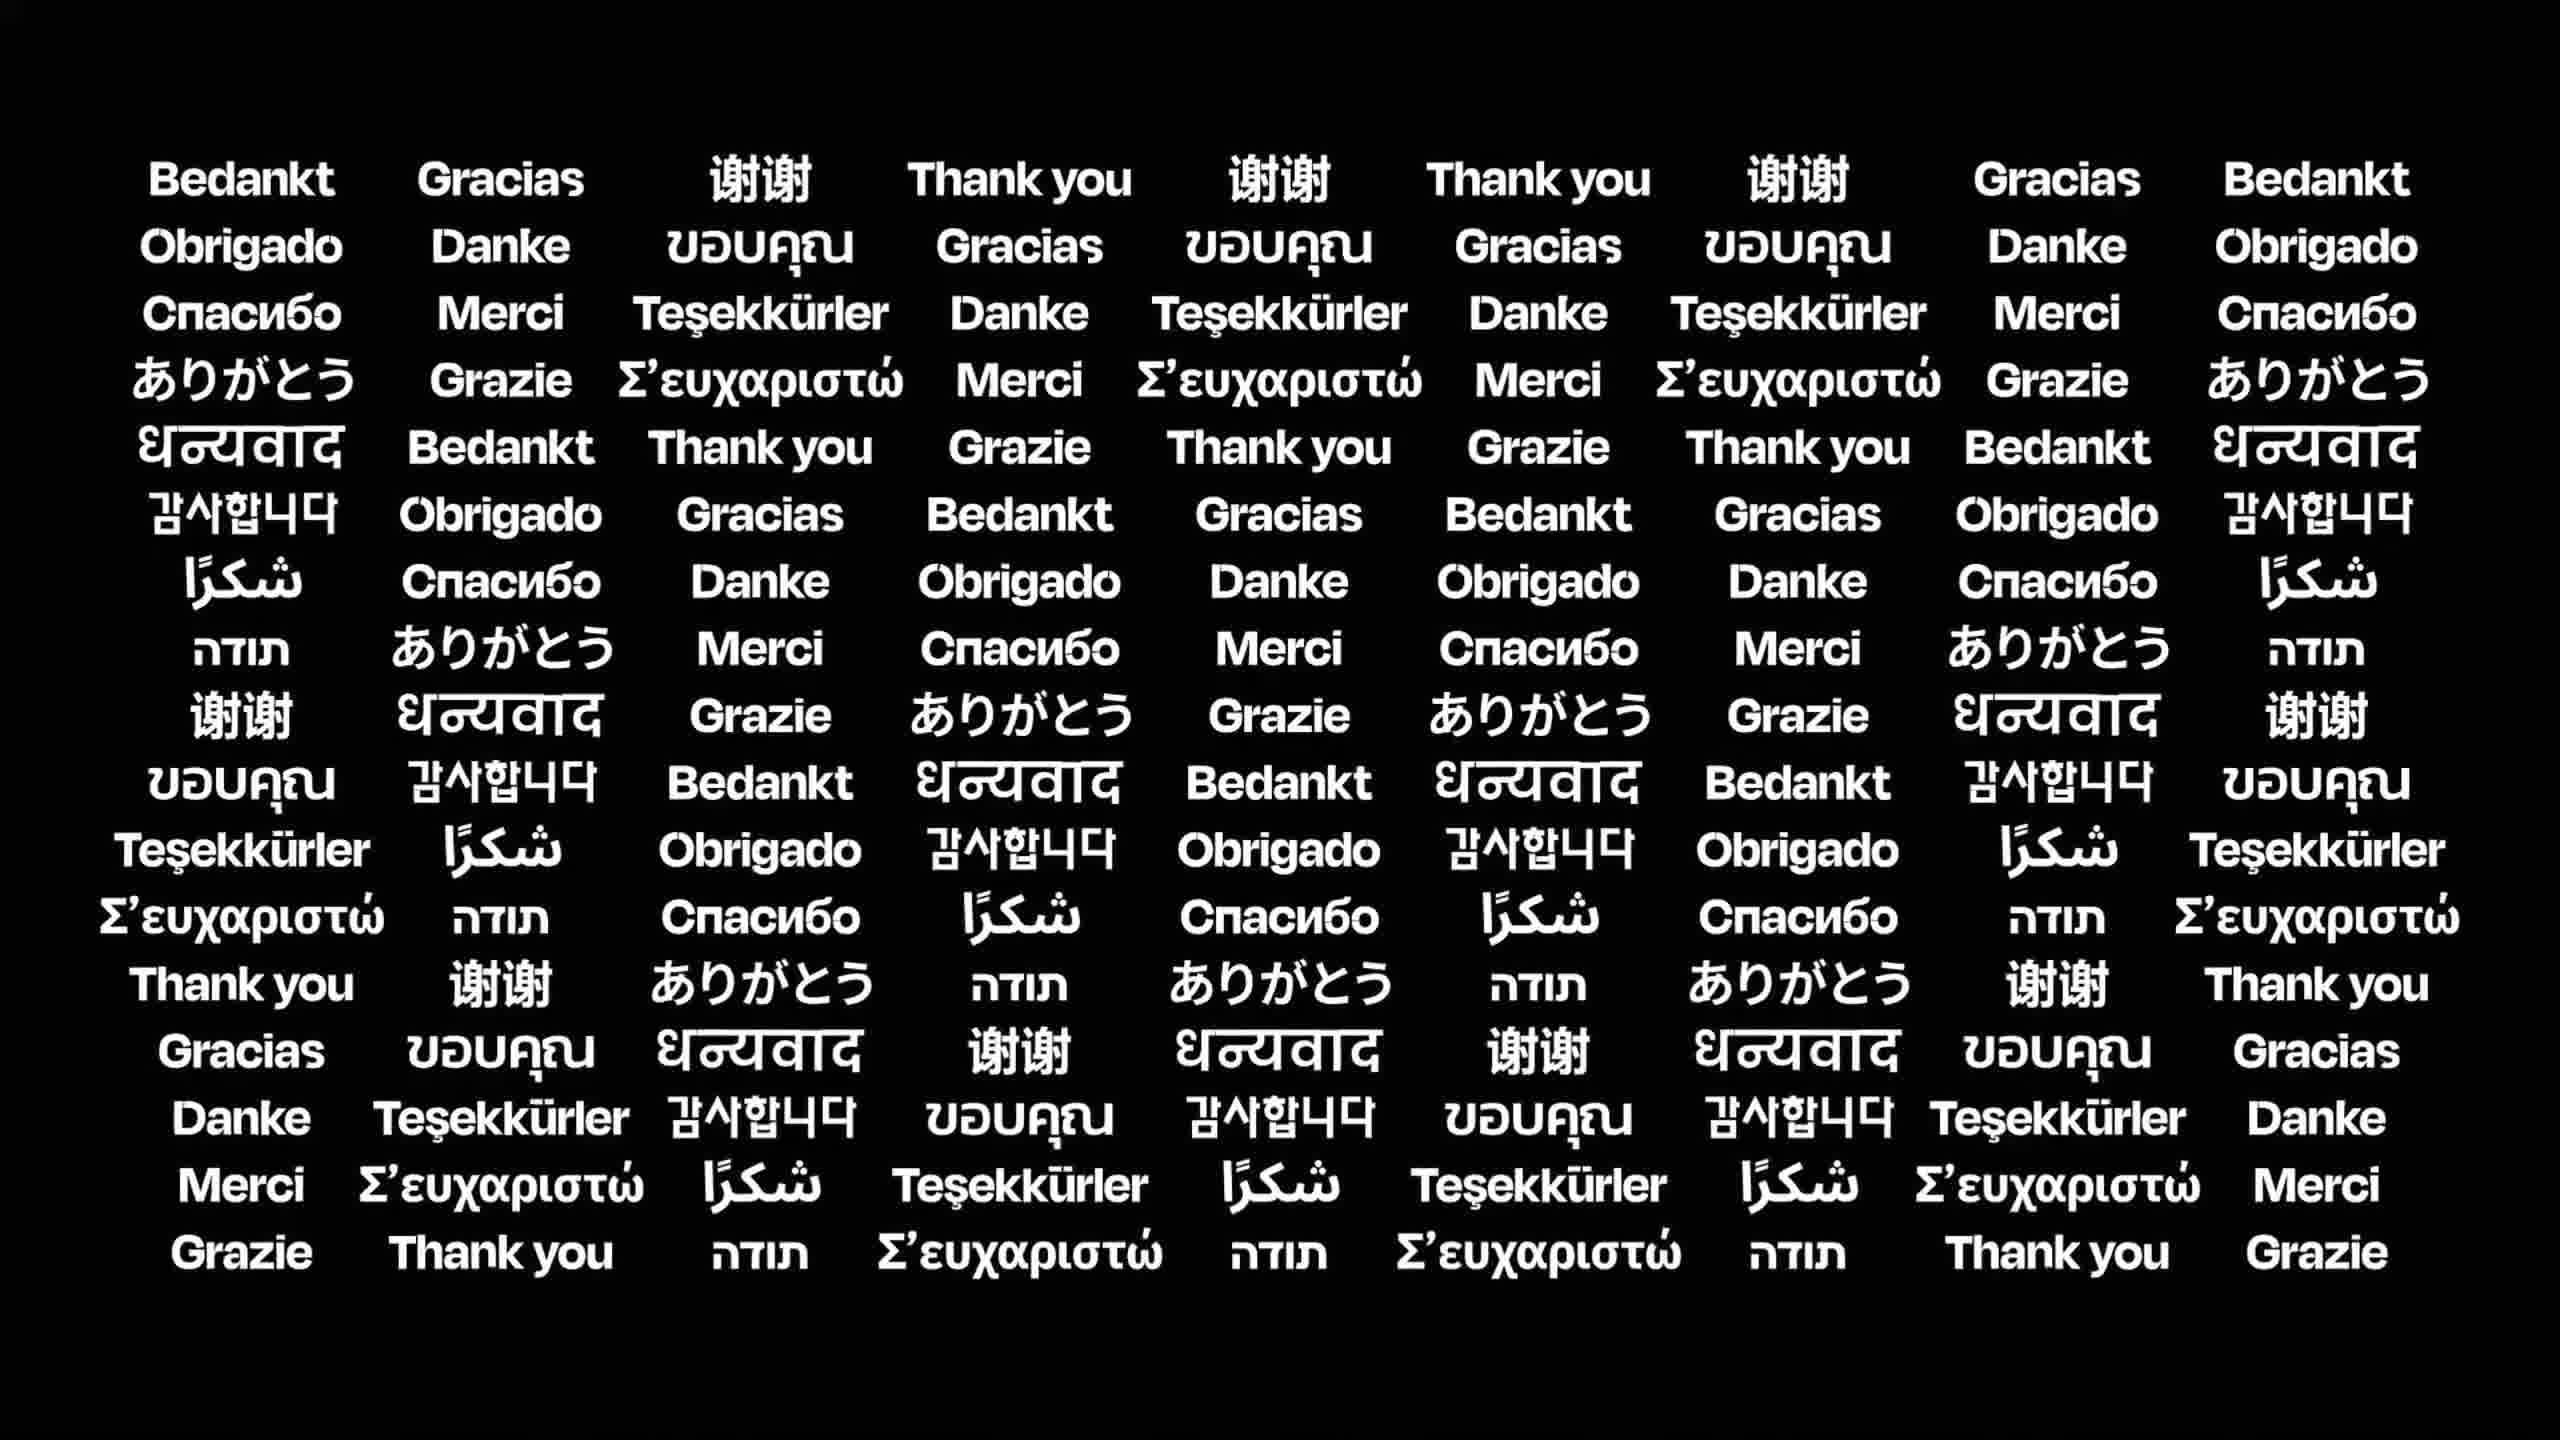 Bedankt Gracias 谢谢 Thank you 谢谢 Thank you 谢谢 Gracias Bedankt
Obrigado Danke ขอบคุณ Gracias ขอบคุณ Gracias ขอบคุณ Danke Obrigado
Спасибо Merci Teşekkürler Danke Teşekkürler Danke Teşekkürler Merci Спасибо
ありがとう Grazie Σ’ευχαριστώ Merci Σ’ευχαριστώ Merci Σ’ευχαριστώ Grazie ありがとう
धन्यवाद Bedankt Thank you Grazie Thank you Grazie Thank you Bedankt धन्यवाद
감사합니다 Obrigado Gracias Bedankt Gracias Bedankt Gracias Obrigado 감사합니다
شكرًا Спасибо Danke Obrigado Danke Obrigado Danke Спасибо شكرًا
תודה ありがとう Merci Спасибо Merci Спасибо Merci ありがとう תודה
谢谢 धन्यवाद Grazie ありがとう Grazie ありがとう Grazie धन्यवाद 谢谢
ขอบคุณ 감사합니다 Bedankt धन्यवाद Bedankt धन्यवाद Bedankt 감사합니다 ขอบคุณ
Teşekkürler شكرًا Obrigado 감사합니다 Obrigado 감사합니다 Obrigado شكرًا Teşekkürler
Σ’ευχαριστώ תודה Спасибо شكرًا Спасибо شكرًا Спасибо תודה Σ’ευχαριστώ
Thank you 谢谢 ありがとう תודה ありがとう תודה ありがとう 谢谢 Thank you
Gracias ขอบคุณ धन्यवाद 谢谢 धन्यवाद 谢谢 धन्यवाद ขอบคุณ Gracias
Danke Teşekkürler 감사합니다 ขอบคุณ 감사합니다 ขอบคุณ 감사합니다 Teşekkürler Danke
Merci Σ’ευχαριστώ شكرًا Teşekkürler شكرًا Teşekkürler شكرًا Σ’ευχαριστώ Merci
Grazie Thank you תודה Σ’ευχαριστώ תודה Σ’ευχαριστώ תודה Thank you Grazie